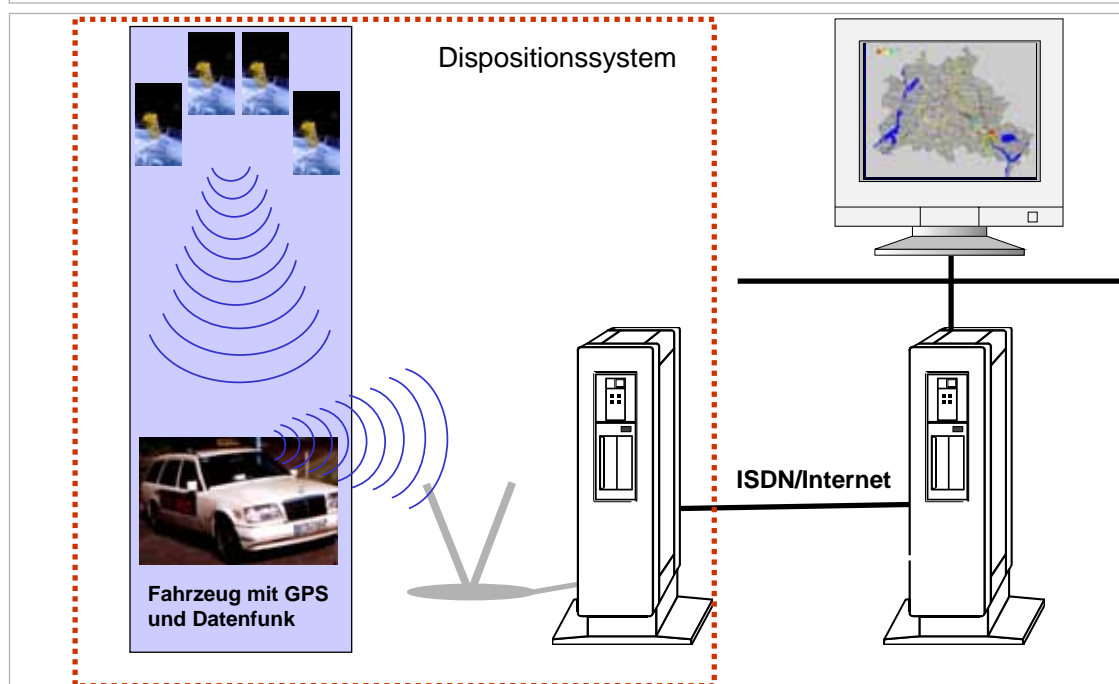 Dispositionssystem
ISDN/Internet
Fahrzeug mit GPS
und Datenfunk